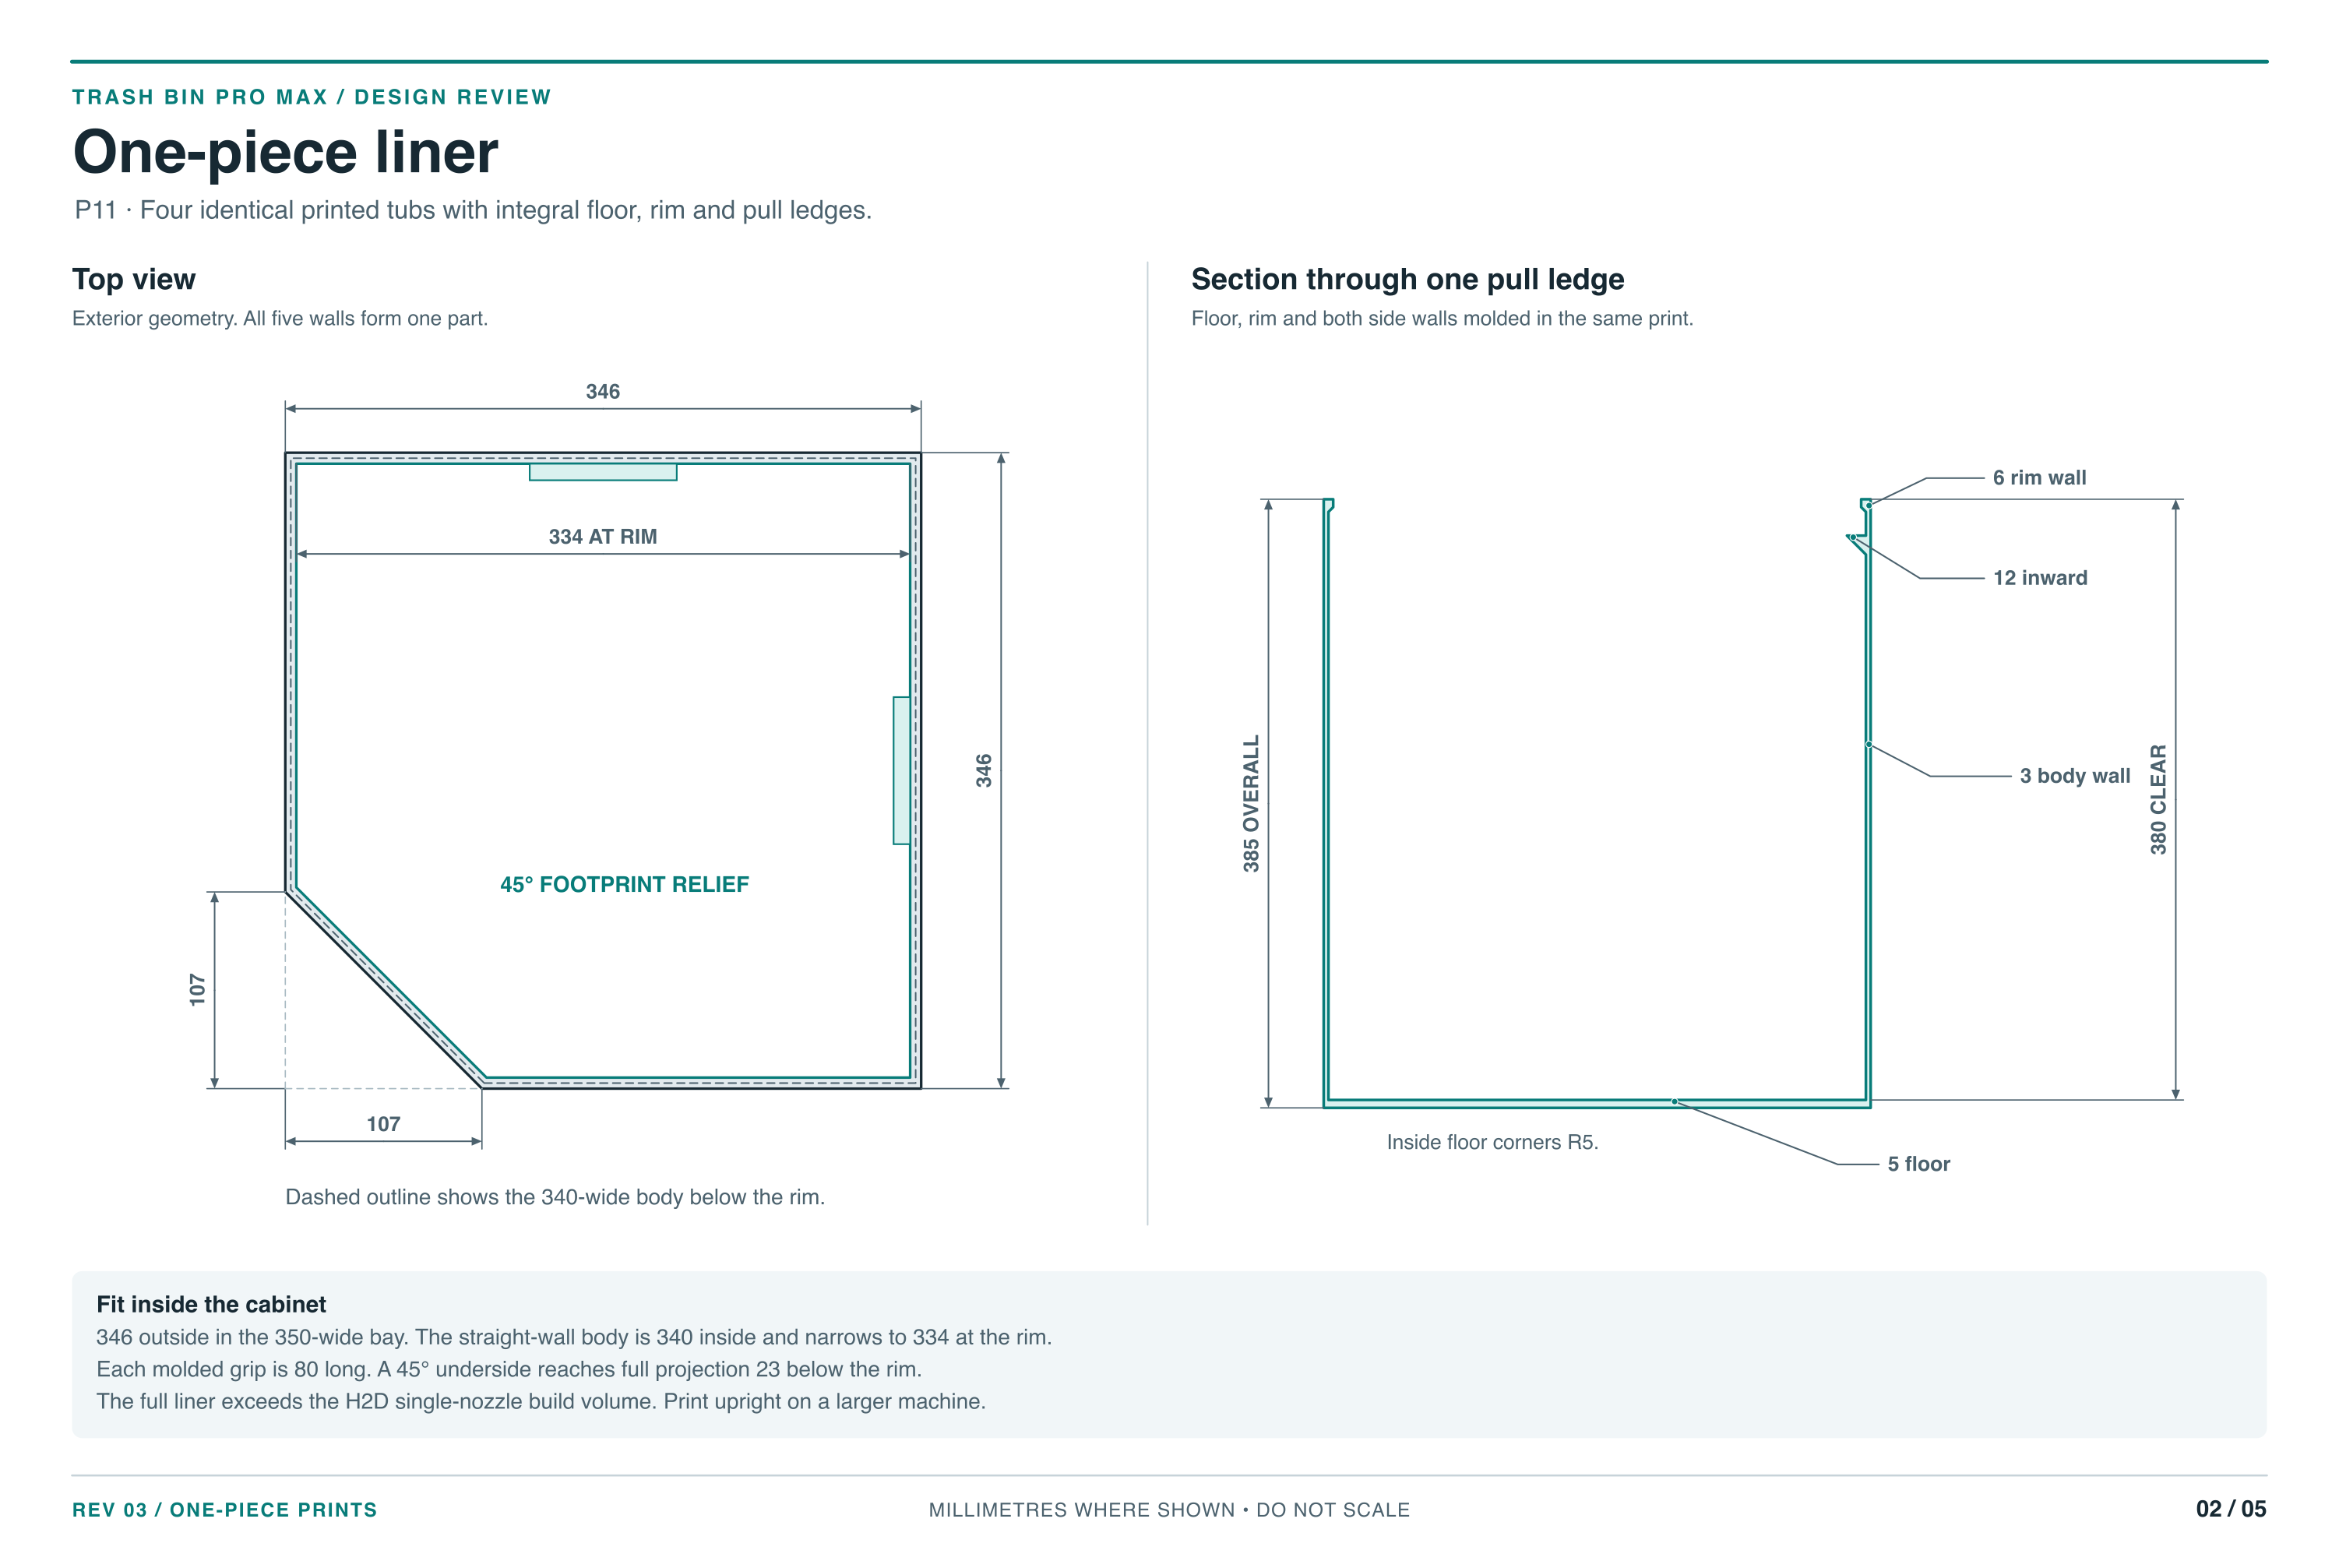 TRASH BIN PRO MAX / DESIGN REVIEW
One-piece liner
P11 · Four identical printed tubs with integral floor, rim and pull ledges.
Top view
Exterior geometry. All five walls form one part.
346
334 AT RIM
346
45° FOOTPRINT RELIEF
107
107
Dashed outline shows the 340-wide body below the rim.
Section through one pull ledge
Floor, rim and both side walls molded in the same print.
6 rim wall
12 inward
385 OVERALL
3 body wall
380 CLEAR
Inside floor corners R5.
5 floor
Fit inside the cabinet
346 outside in the 350-wide bay. The straight-wall body is 340 inside and narrows to 334 at the rim.
Each molded grip is 80 long. A 45° underside reaches full projection 23 below the rim.
The full liner exceeds the H2D single-nozzle build volume. Print upright on a larger machine.
REV 03 / ONE-PIECE PRINTS
MILLIMETRES WHERE SHOWN • DO NOT SCALE
02 / 05